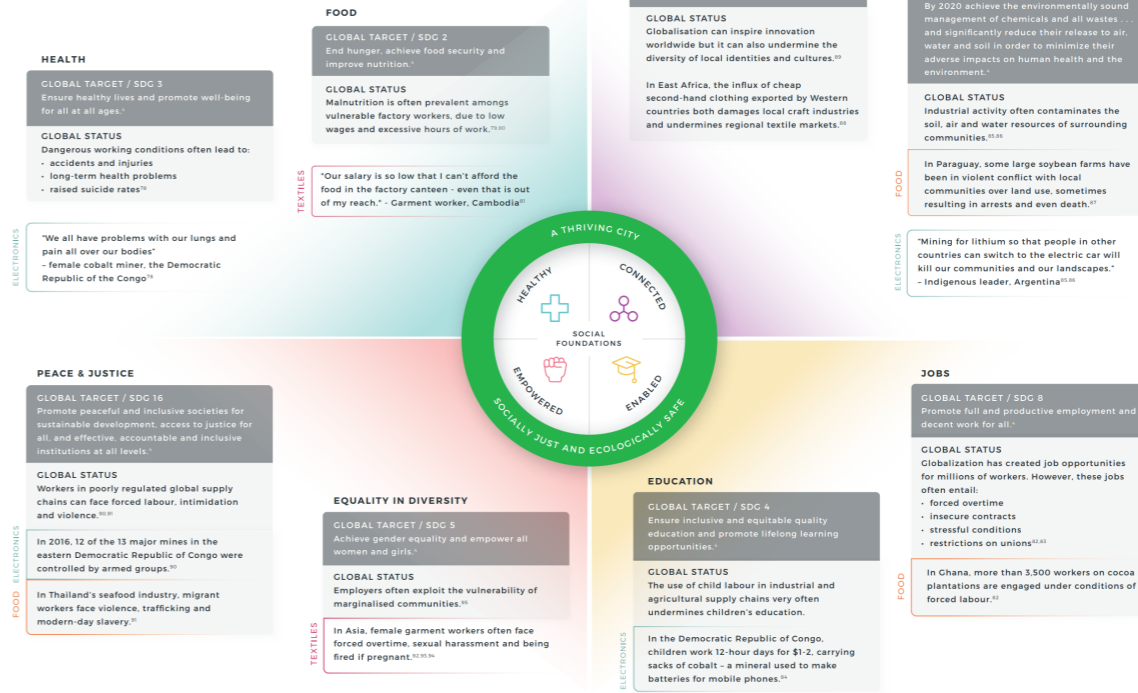 HEALTH
GLOBAL TARGET / SDG 3
Ensure healthy lives and promote well-being
for all at all ages.ˢ
GLOBAL STATUS
Dangerous working conditions often lead to:
• accidents and injuries
• long-term health problems
• raised suicide rates⁷⁶
ELECTRONICS
"We all have problems with our lungs and
pain all over our bodies"
– female cobalt miner, the Democratic
Republic of the Congo⁷⁸
FOOD
GLOBAL TARGET / SDG 2
End hunger, achieve food security and
improve nutrition.ˢ
GLOBAL STATUS
Malnutrition is often prevalent amongs
vulnerable factory workers, due to low
wages and excessive hours of work.⁷⁹·⁸⁰
TEXTILES
"Our salary is so low that I can't afford the
food in the factory canteen - even that is out
of my reach." - Garment worker, Cambodia⁸¹
GLOBAL STATUS
Globalisation can inspire innovation
worldwide but it can also undermine the
diversity of local identities and cultures.⁸⁹
In East Africa, the influx of cheap
second-hand clothing exported by Western
countries both damages local craft industries
and undermines regional textile markets.⁸⁸
By 2020 achieve the environmentally sound
management of chemicals and all wastes . . .
and significantly reduce their release to air,
water and soil in order to minimize their
adverse impacts on human health and the
environment.ˢ
GLOBAL STATUS
Industrial activity often contaminates the
soil, air and water resources of surrounding
communities.⁸⁵·⁸⁶
FOOD
In Paraguay, some large soybean farms have
been in violent conflict with local
communities over land use, sometimes
resulting in arrests and even death.⁸⁷
ELECTRONICS
"Mining for lithium so that people in other
countries can switch to the electric car will
kill our communities and our landscapes."
– Indigenous leader, Argentina⁸⁵·⁸⁶
A THRIVING CITY
HEALTHY
CONNECTED
SOCIAL
FOUNDATIONS
EMPOWERED
ENABLED
SOCIALLY JUST AND ECOLOGICALLY SAFE
PEACE & JUSTICE
GLOBAL TARGET / SDG 16
Promote peaceful and inclusive societies for
sustainable development, access to justice for
all, and effective, accountable and inclusive
institutions at all levels.ˢ
GLOBAL STATUS
Workers in poorly regulated global supply
chains can face forced labour, intimidation
and violence.⁹⁰·⁹¹
ELECTRONICS
In 2016, 12 of the 13 major mines in the
eastern Democratic Republic of Congo were
controlled by armed groups.⁹⁰
FOOD
In Thailand's seafood industry, migrant
workers face violence, trafficking and
modern-day slavery.⁹¹
EQUALITY IN DIVERSITY
GLOBAL TARGET / SDG 5
Achieve gender equality and empower all
women and girls.ˢ
GLOBAL STATUS
Employers often exploit the vulnerability of
marginalised communities.⁹⁵
TEXTILES
In Asia, female garment workers often face
forced overtime, sexual harassment and being
fired if pregnant.⁹²·⁹³·⁹⁴
EDUCATION
GLOBAL TARGET / SDG 4
Ensure inclusive and equitable quality
education and promote lifelong learning
opportunities.ˢ
GLOBAL STATUS
The use of child labour in industrial and
agricultural supply chains very often
undermines children's education.
ELECTRONICS
In the Democratic Republic of Congo,
children work 12-hour days for $1-2, carrying
sacks of cobalt – a mineral used to make
batteries for mobile phones.⁸⁴
JOBS
GLOBAL TARGET / SDG 8
Promote full and productive employment and
decent work for all.ˢ
GLOBAL STATUS
Globalization has created job opportunities
for millions of workers. However, these jobs
often entail:
• forced overtime
• insecure contracts
• stressful conditions
• restrictions on unions⁸²·⁸³
FOOD
In Ghana, more than 3,500 workers on cocoa
plantations are engaged under conditions of
forced labour.⁸²